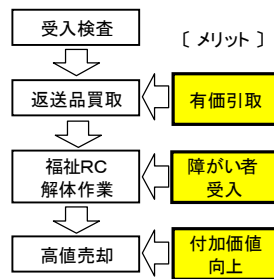 受入検査
〔 メリット 〕
返送品買取
有価引取
福祉RC
解体作業
障がい者
受入
高値売却
付加価値
向上